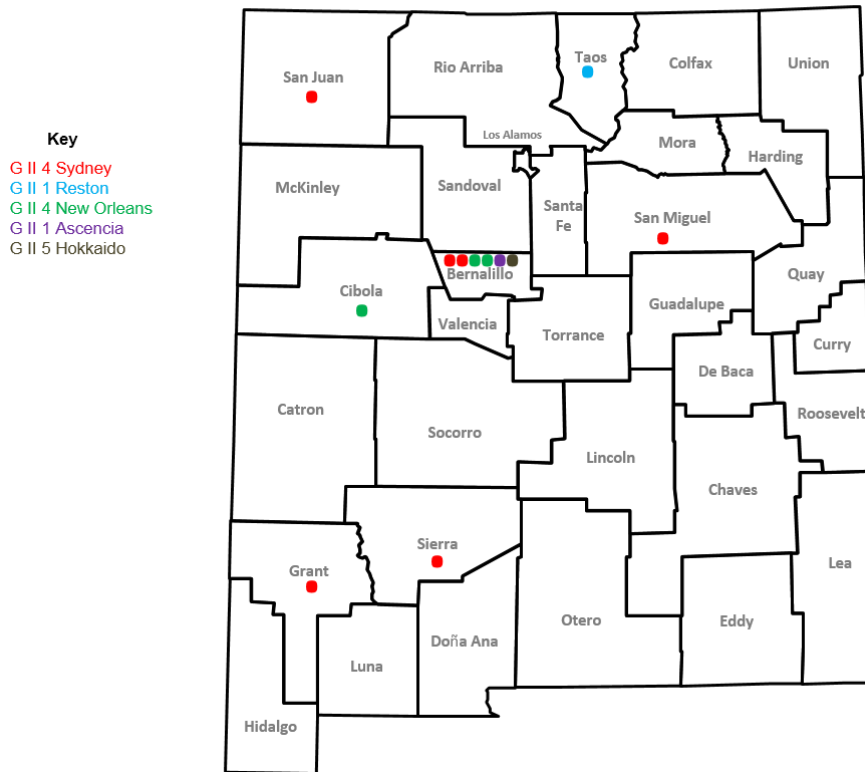 Key
G II 4 Sydney
G II 1 Reston
G II 4 New Orleans
G II 1 Ascencia
G II 5 Hokkaido
San Juan
Rio Arriba
Taos
Colfax
Union
Los Alamos
Mora
Harding
McKinley
Sandoval
Santa
Fe
San Miguel
Quay
Bernalillo
Cibola
Valencia
Torrance
Guadalupe
Curry
De Baca
Catron
Socorro
Roosevelt
Lincoln
Chaves
Sierra
Grant
Lea
Otero
Eddy
Doña Ana
Luna
Hidalgo